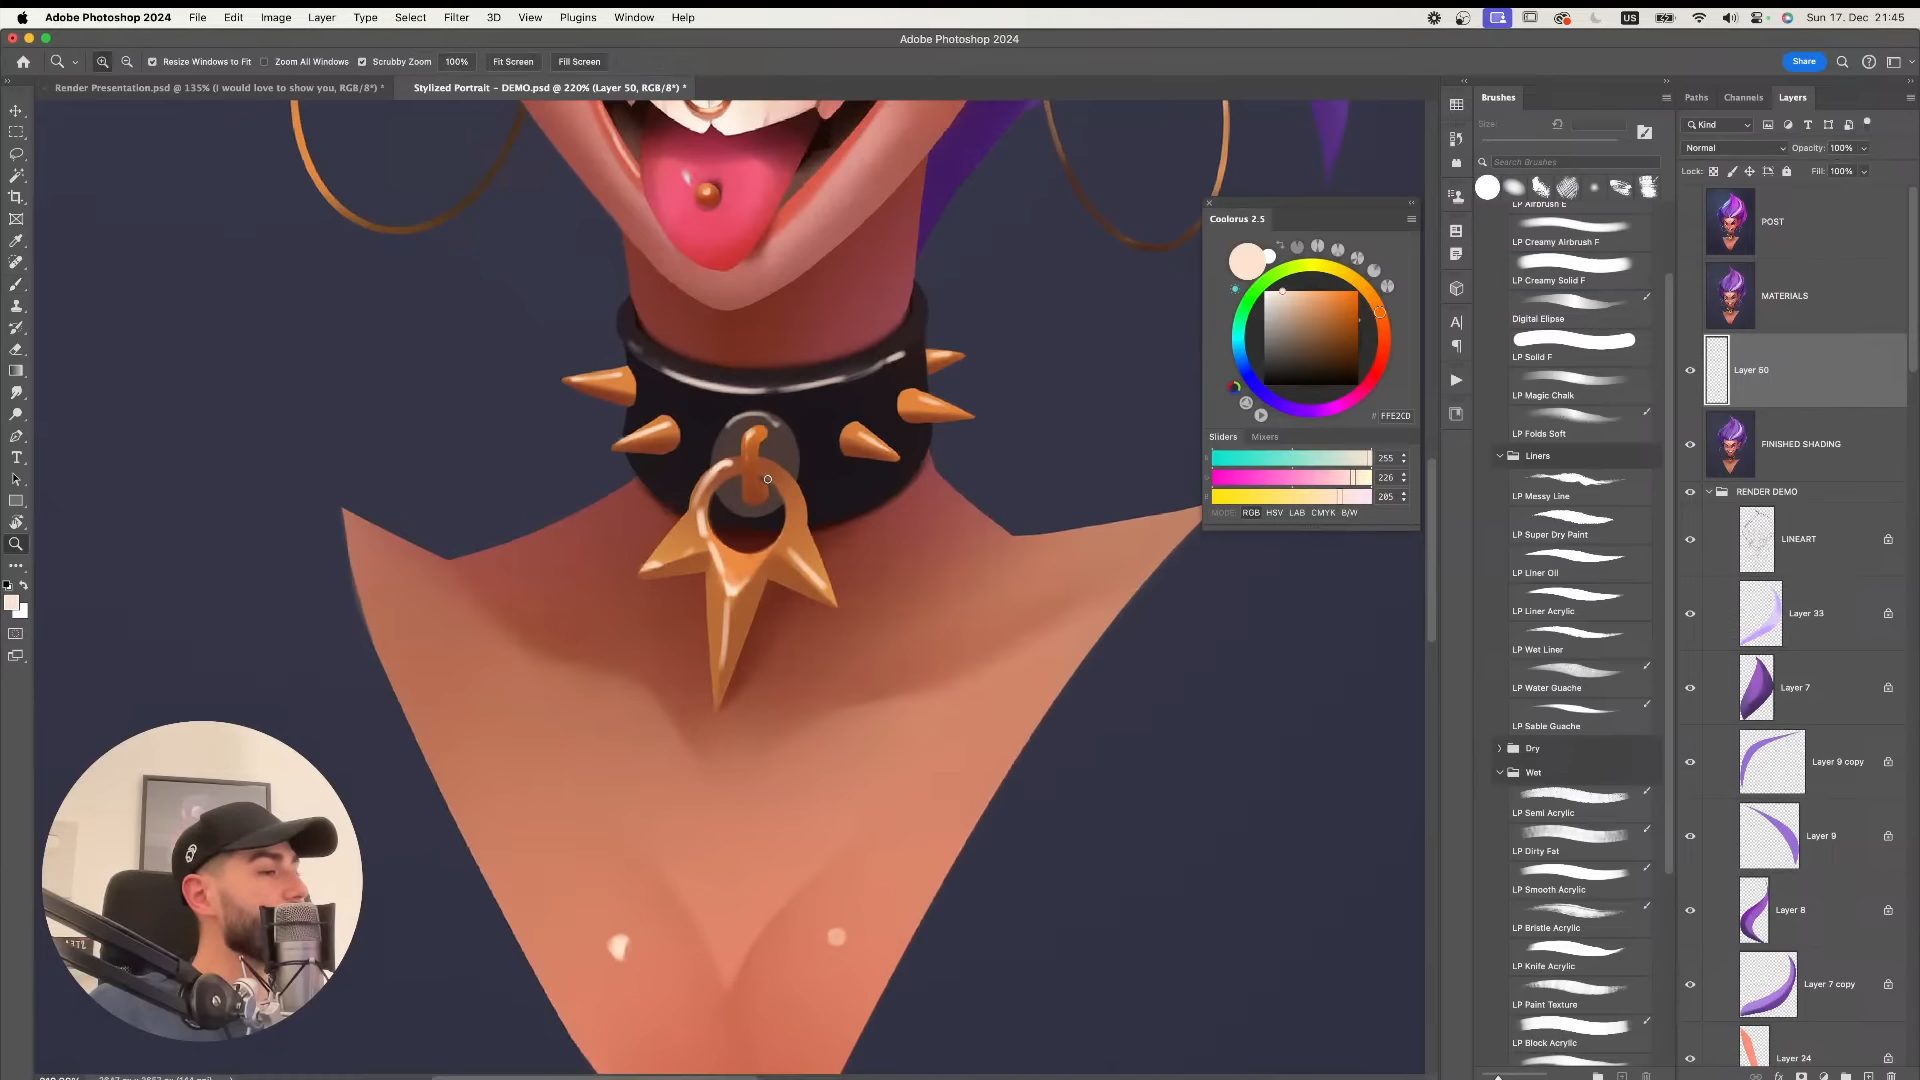 Adobe Photoshop 2024 File Edit Image Layer Type Select Filter 3D View Plugins Window Help US Sun 17. Dec 21:45
Adobe Photoshop 2024
Resize Windows to Fit Zoom All Windows Scrubby Zoom 100% Fit Screen Fill Screen Share
Render Presentation.psd @ 135% (I would love to show you, RGB/8*) * Stylized Portrait - DEMO.psd @ 220% (Layer 50, RGB/8*) *
Coolorus 2.5
# FFE2CD
Sliders Mixers
255
226
205
MODE: RGB HSV LAB CMYK B/W
Brushes
Size:
Search Brushes
LP Airbrush E
LP Creamy Airbrush F
LP Creamy Solid F
Digital Elipse
LP Solid F
LP Magic Chalk
LP Folds Soft
Liners
LP Messy Line
LP Super Dry Paint
LP Liner Oil
LP Liner Acrylic
LP Wet Liner
LP Water Guache
LP Sable Guache
Dry
Wet
LP Semi Acrylic
LP Dirty Fat
LP Smooth Acrylic
LP Bristle Acrylic
LP Knife Acrylic
LP Paint Texture
LP Block Acrylic
Paths Channels Layers
Kind
Normal Opacity: 100%
Lock: Fill: 100%
POST
MATERIALS
Layer 50
FINISHED SHADING
RENDER DEMO
LINEART
Layer 33
Layer 7
Layer 9 copy
Layer 9
Layer 8
Layer 7 copy
Layer 24